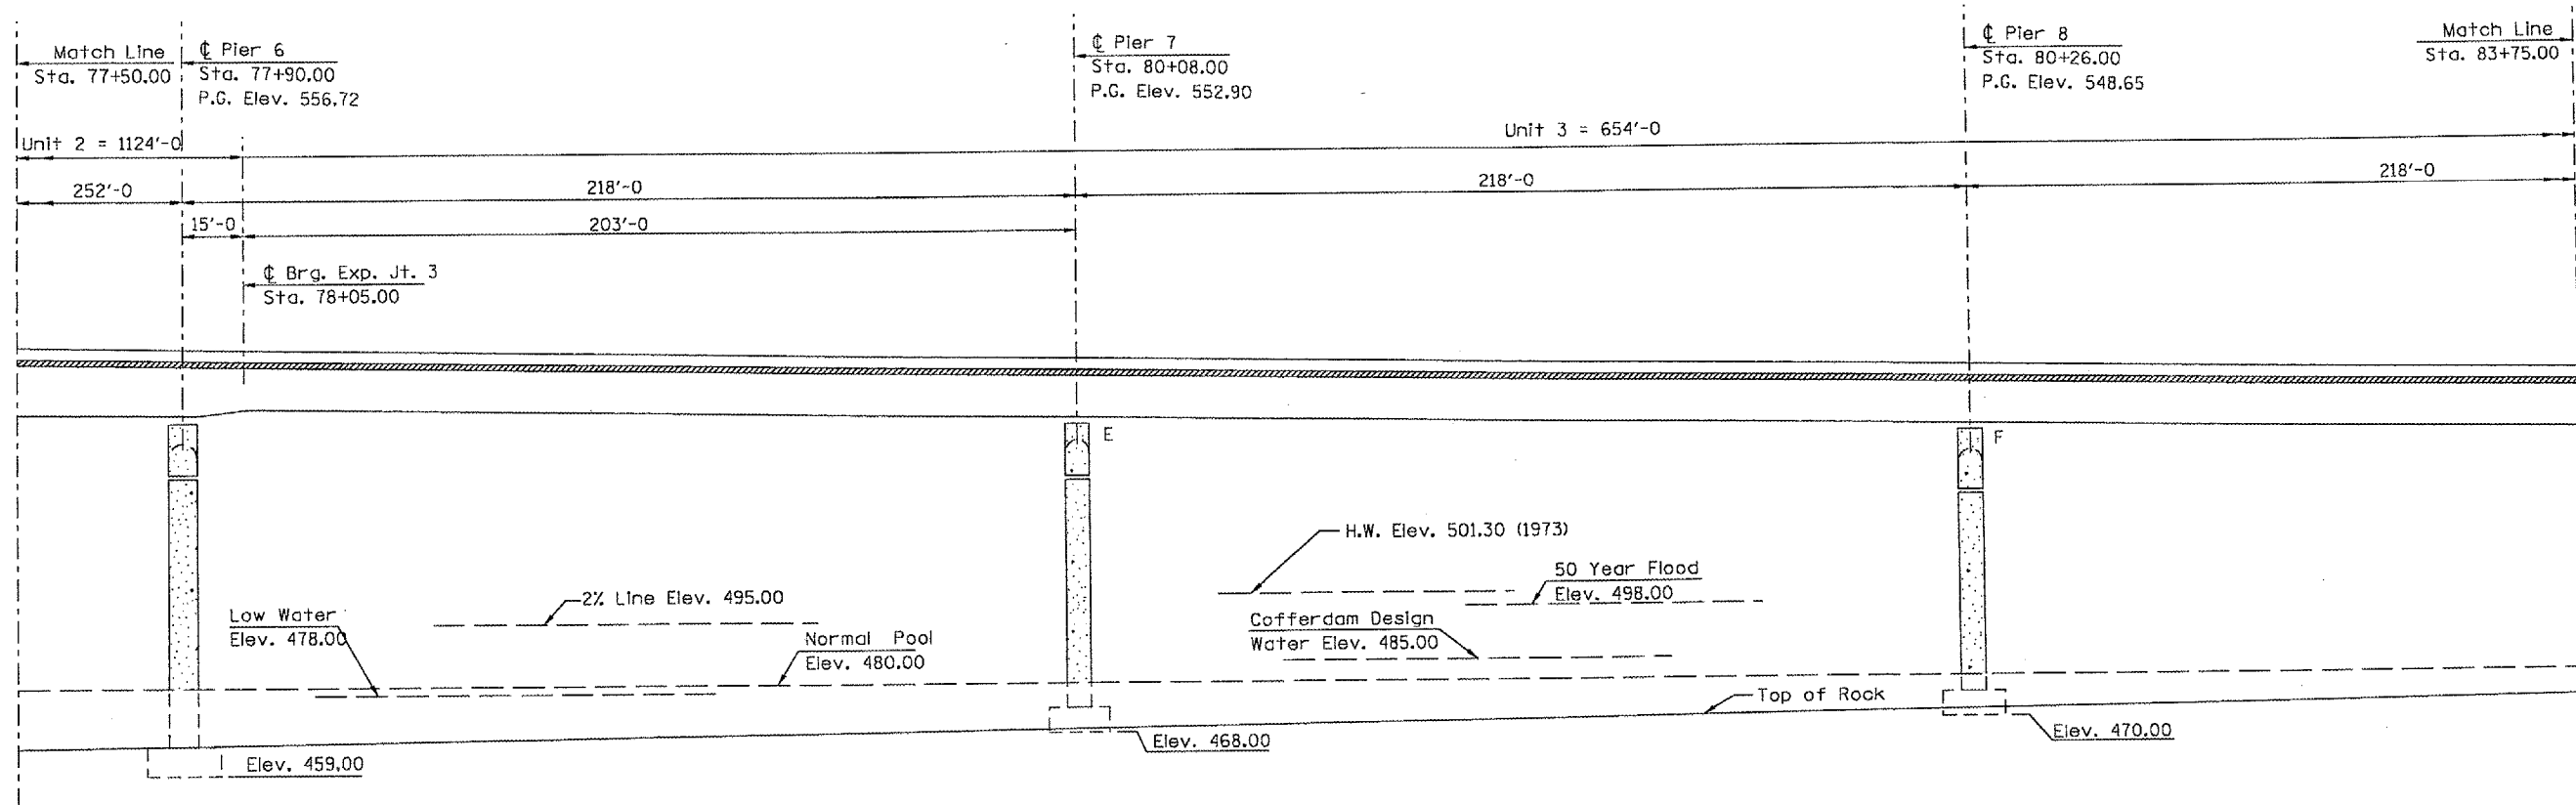 Match Line
Sta. 77+50.00
℄ Pier 6
Sta. 77+90.00
P.G. Elev. 556.72
℄ Pier 7
Sta. 80+08.00
P.G. Elev. 552.90
℄ Pier 8
Sta. 80+26.00
P.G. Elev. 548.65
Match Line
Sta. 83+75.00
Unit 2 = 1124'-0
Unit 3 = 654'-0
252'-0
218'-0
218'-0
218'-0
15'-0
203'-0
℄ Brg. Exp. Jt. 3
Sta. 78+05.00
E
F
H.W. Elev. 501.30 (1973)
50 Year Flood
Elev. 498.00
2% Line Elev. 495.00
Low Water
Elev. 478.00
Normal Pool
Elev. 480.00
Cofferdam Design
Water Elev. 485.00
Top of Rock
Elev. 459.00
Elev. 468.00
Elev. 470.00